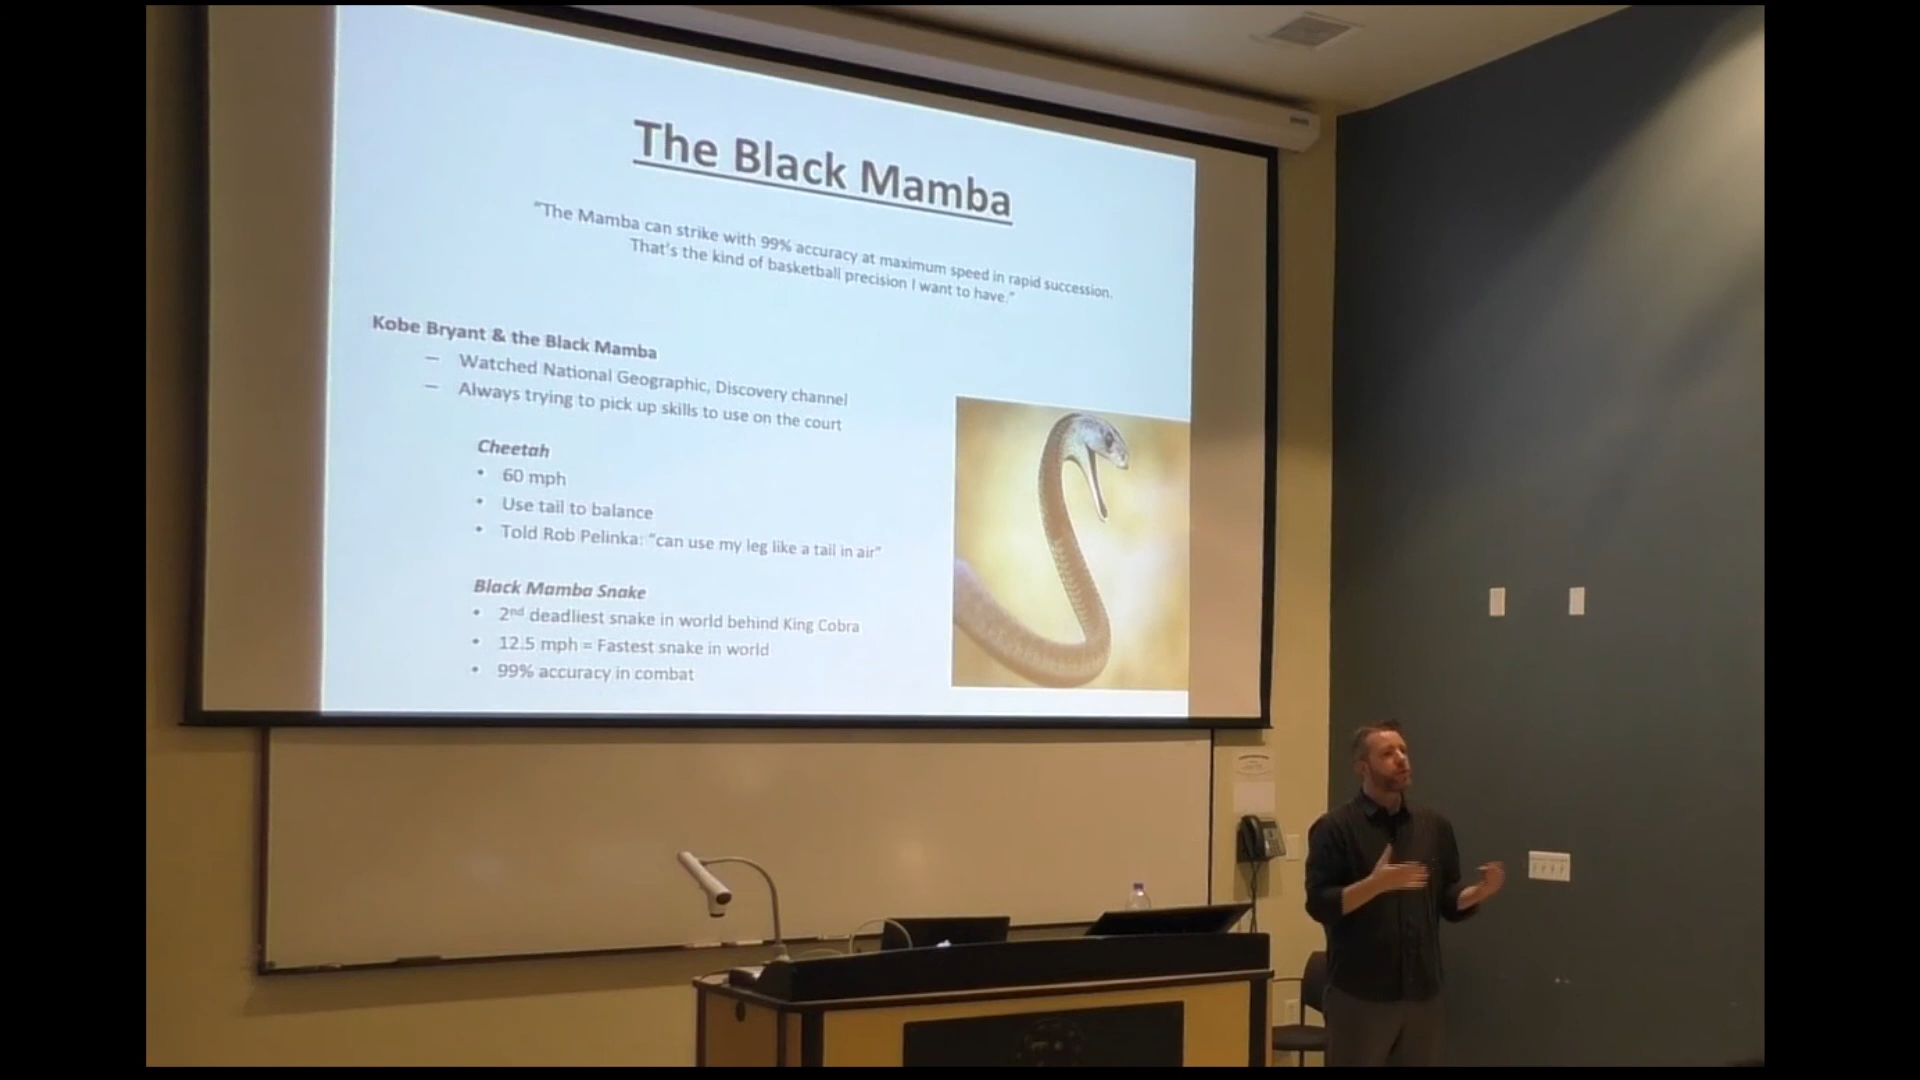 The Black Mamba
“The Mamba can strike with 99% accuracy at maximum speed in rapid succession.
That's the kind of basketball precision I want to have.”
Kobe Bryant & the Black Mamba
– Watched National Geographic, Discovery channel
– Always trying to pick up skills to use on the court
Cheetah
• 60 mph
• Use tail to balance
• Told Rob Pelinka: “can use my leg like a tail in air”
Black Mamba Snake
• 2nd deadliest snake in world behind King Cobra
• 12.5 mph = Fastest snake in world
• 99% accuracy in combat